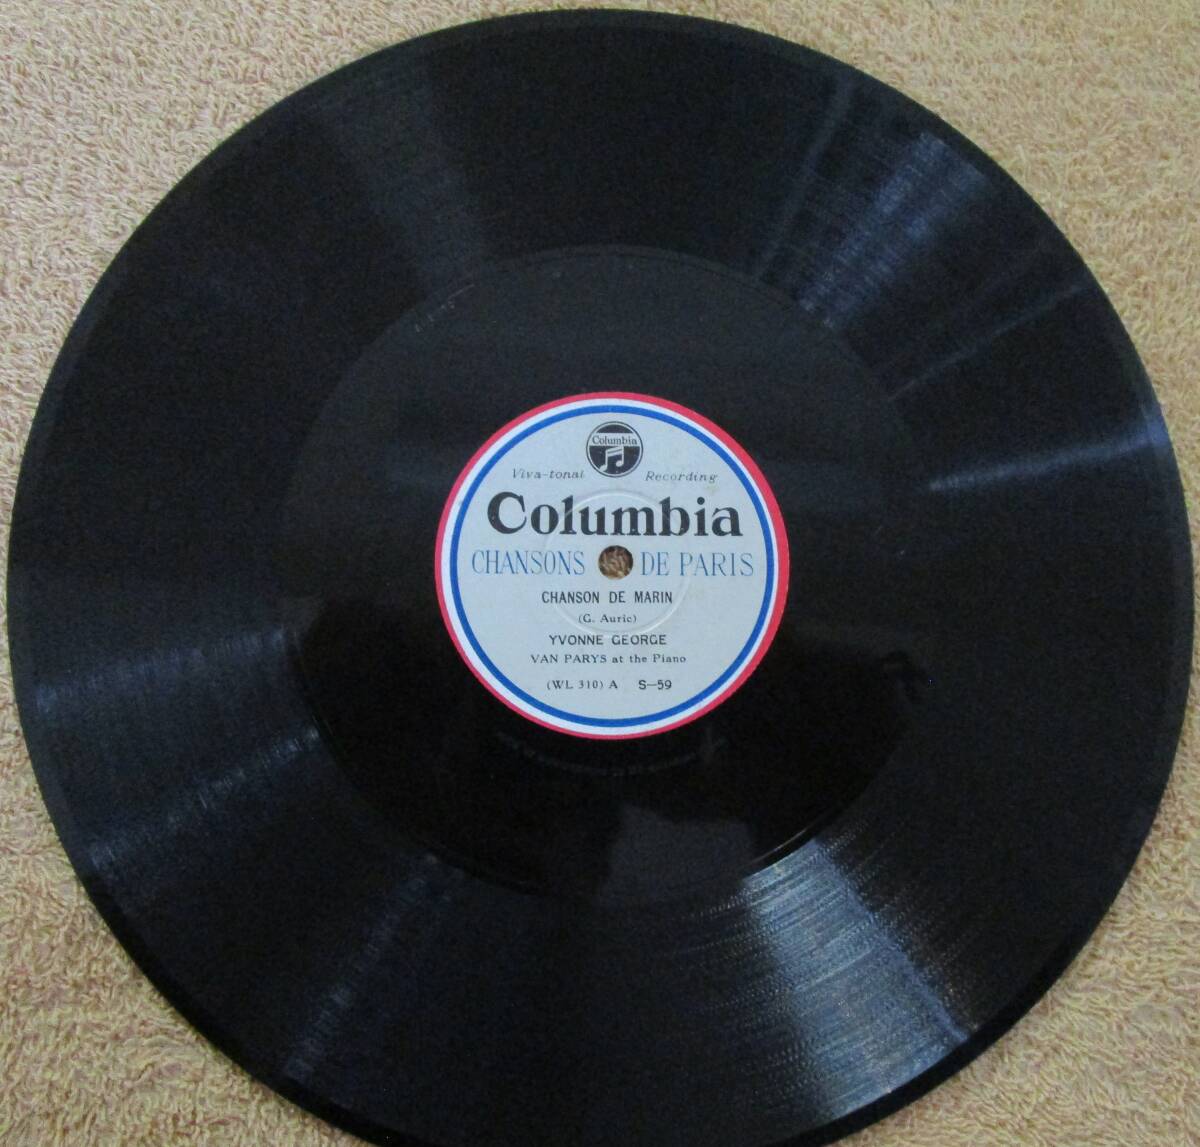 Columbia
Viva-tonal Recording
Columbia
CHANSONS DE PARIS
CHANSON DE MARIN
(G. Auric)
YVONNE GEORGE
VAN PARYS at the Piano
(WL 310) A S—59